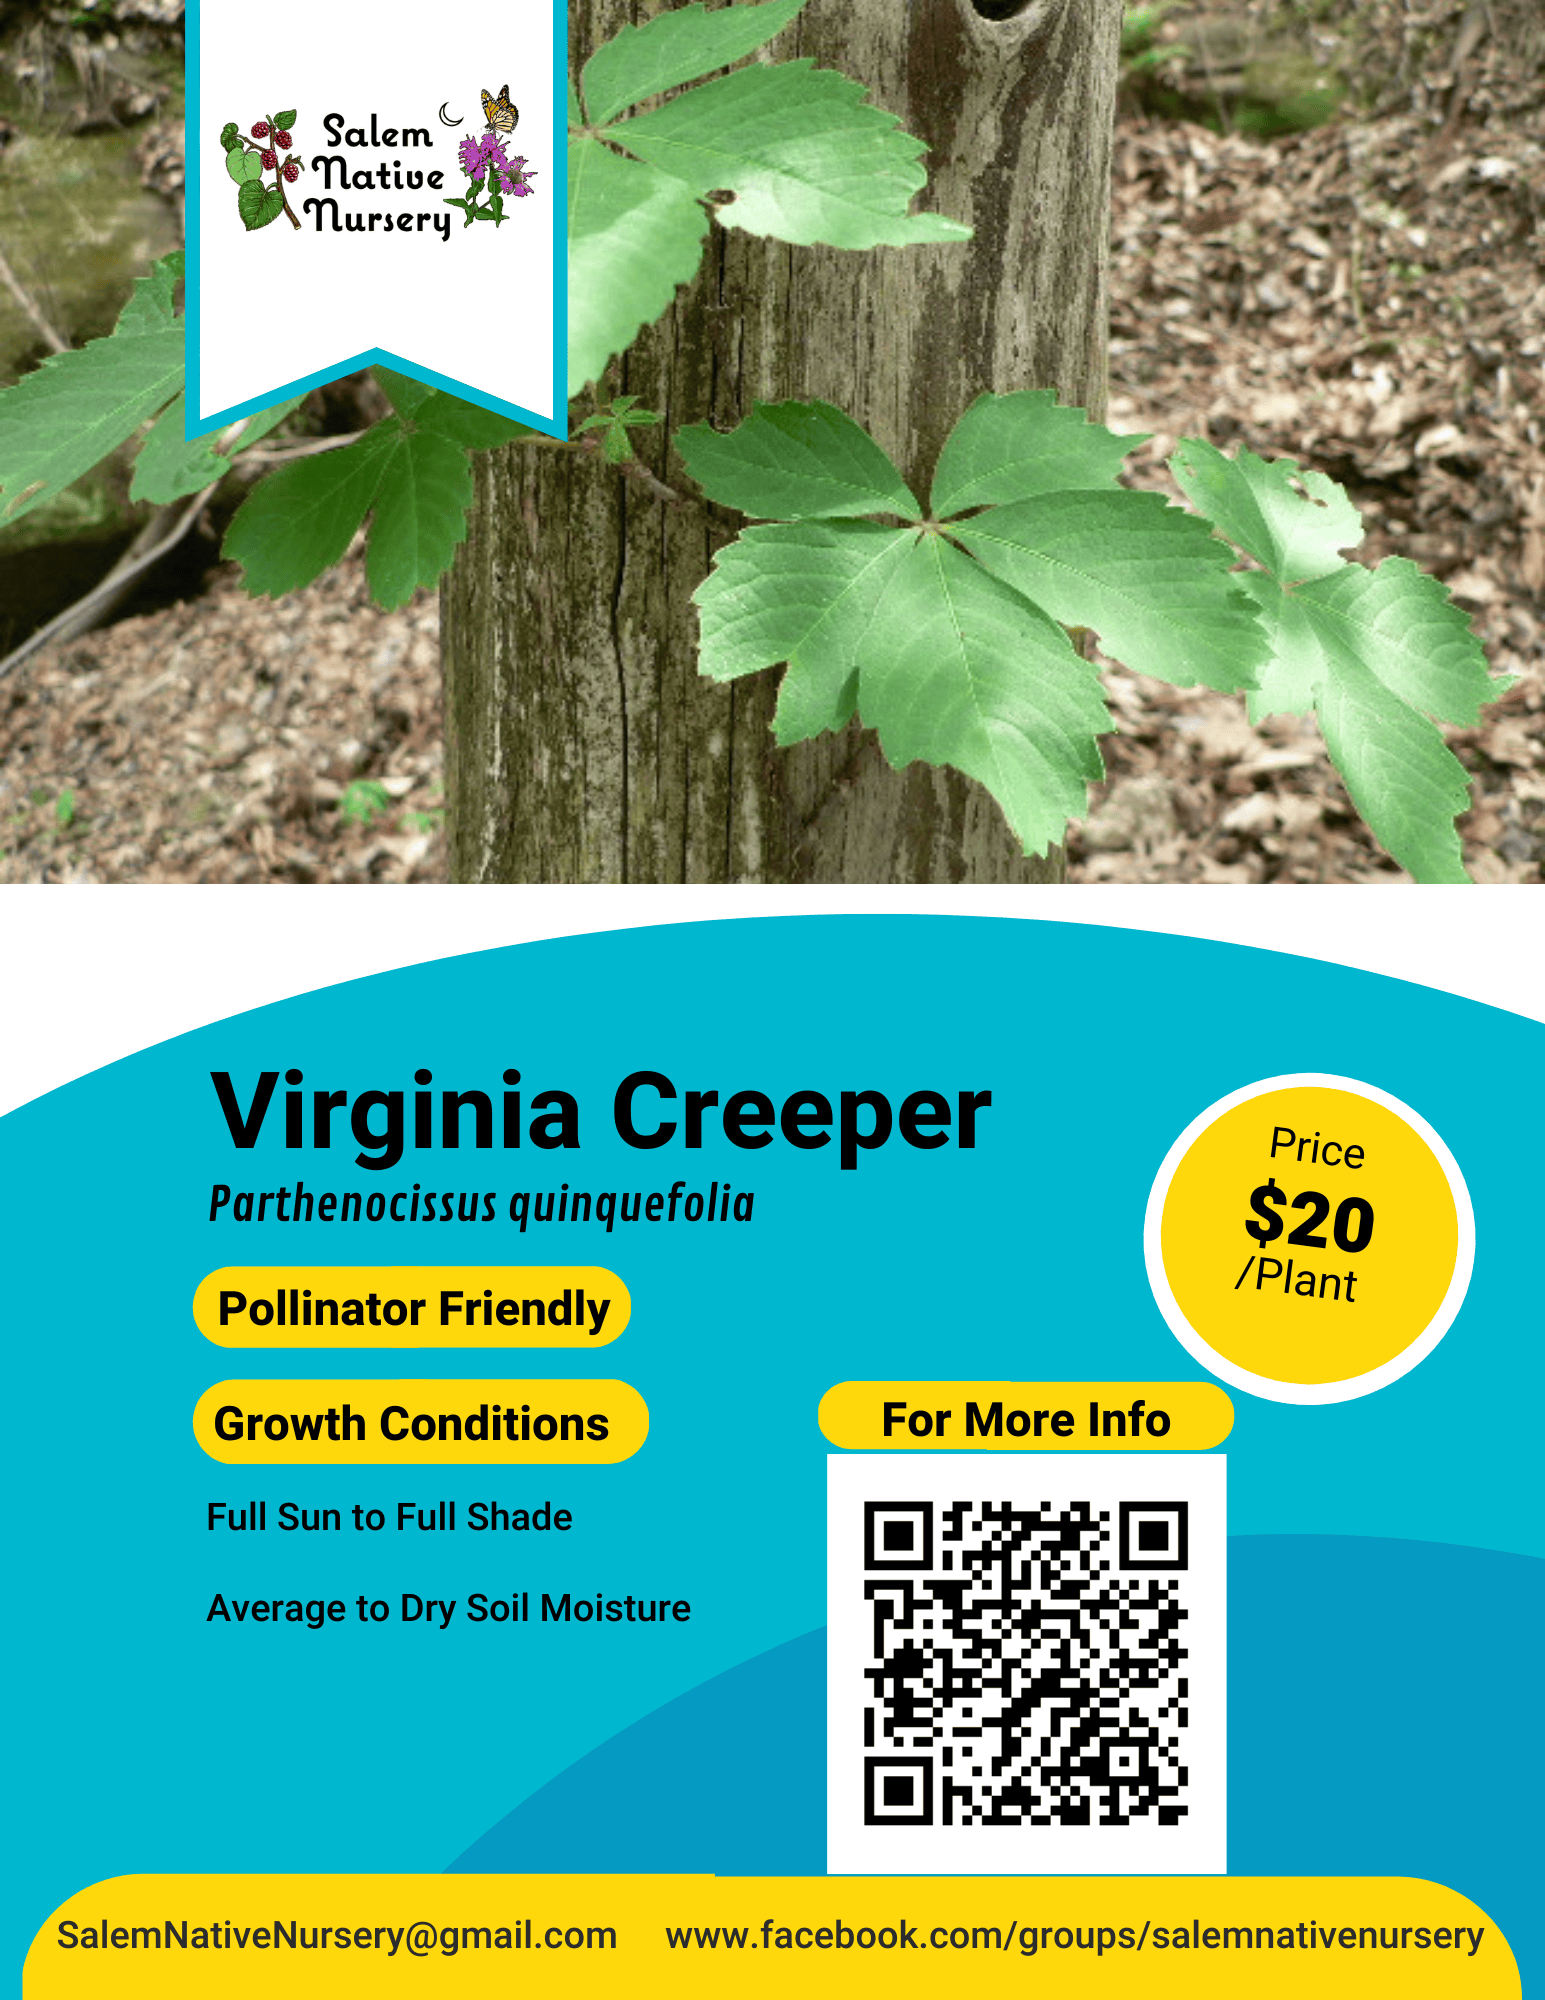 Salem
Native
Nursery
Virginia Creeper
Parthenocissus quinquefolia
Price
$20
/Plant
Pollinator Friendly
Growth Conditions
For More Info
Full Sun to Full Shade
Average to Dry Soil Moisture
SalemNativeNursery@gmail.com
www.facebook.com/groups/salemnativenursery